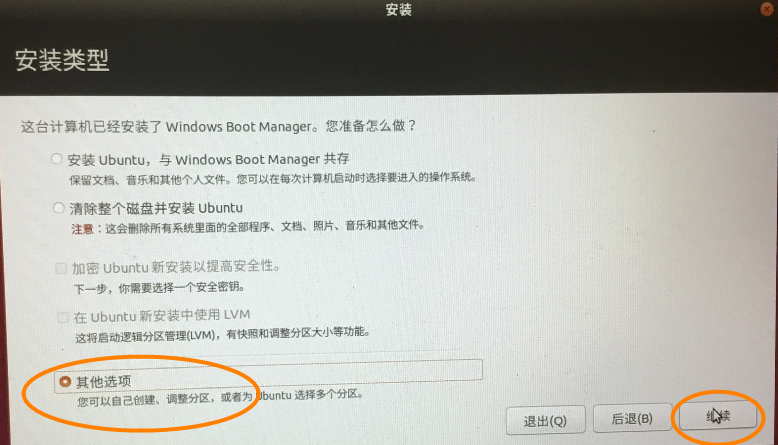 安装
安装类型
这台计算机已经安装了 Windows Boot Manager。您准备怎么做？
安装 Ubuntu，与 Windows Boot Manager 共存
保留文档、音乐和其他个人文件。您可以在每次计算机启动时选择要进入的操作系统。
清除整个磁盘并安装 Ubuntu
注意：这会删除所有系统里面的全部程序、文档、照片、音乐和其他文件。
加密 Ubuntu 新安装以提高安全性。
下一步，你需要选择一个安全密钥。
在 Ubuntu 新安装中使用 LVM
这将启动逻辑分区管理(LVM)，有快照和调整分区大小等功能。
其他选项
您可以自己创建、调整分区，或者为 Ubuntu 选择多个分区。
退出(Q) 后退(B) 继续